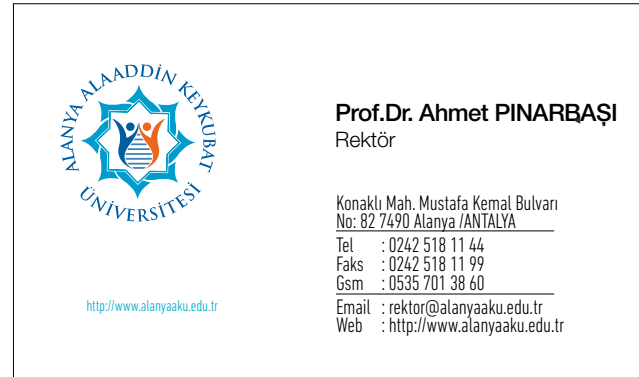 ALANYA ALAADDİN KEYKUBAT
ÜNİVERSİTESİ
http://www.alanyaaku.edu.tr
Prof.Dr. Ahmet PINARBAŞI
Rektör
Konaklı Mah. Mustafa Kemal Bulvarı
No: 82 7490 Alanya /ANTALYA
Tel : 0242 518 11 44
Faks : 0242 518 11 99
Gsm : 0535 701 38 60
Email : rektor@alanyaaku.edu.tr
Web : http://www.alanyaaku.edu.tr